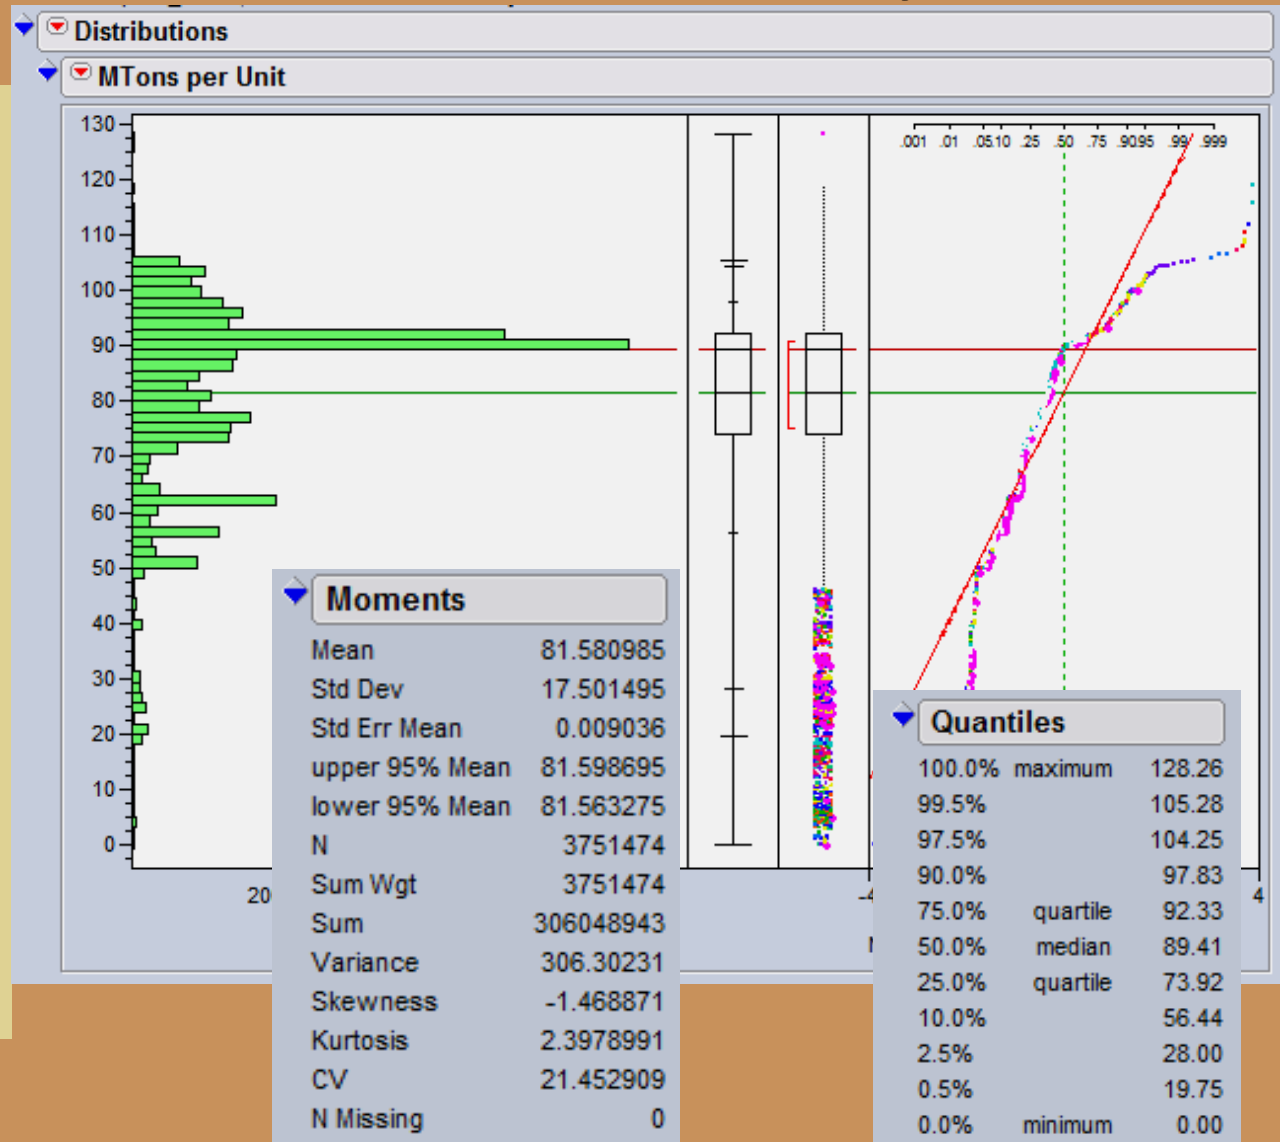 Distributions
MTons per Unit
130
120
110
100
90
80
70
60
50
40
30
20
10
0
.001 .01 .05 .10 .25 .50 .75 .90 .95 .99 .999
20
-4
4
Moments
Mean 81.580985
Std Dev 17.501495
Std Err Mean 0.009036
upper 95% Mean 81.598695
lower 95% Mean 81.563275
N 3751474
Sum Wgt 3751474
Sum 306048943
Variance 306.30231
Skewness -1.468871
Kurtosis 2.3978991
CV 21.452909
N Missing 0
Quantiles
100.0% maximum 128.26
99.5% 105.28
97.5% 104.25
90.0% 97.83
75.0% quartile 92.33
50.0% median 89.41
25.0% quartile 73.92
10.0% 56.44
2.5% 28.00
0.5% 19.75
0.0% minimum 0.00